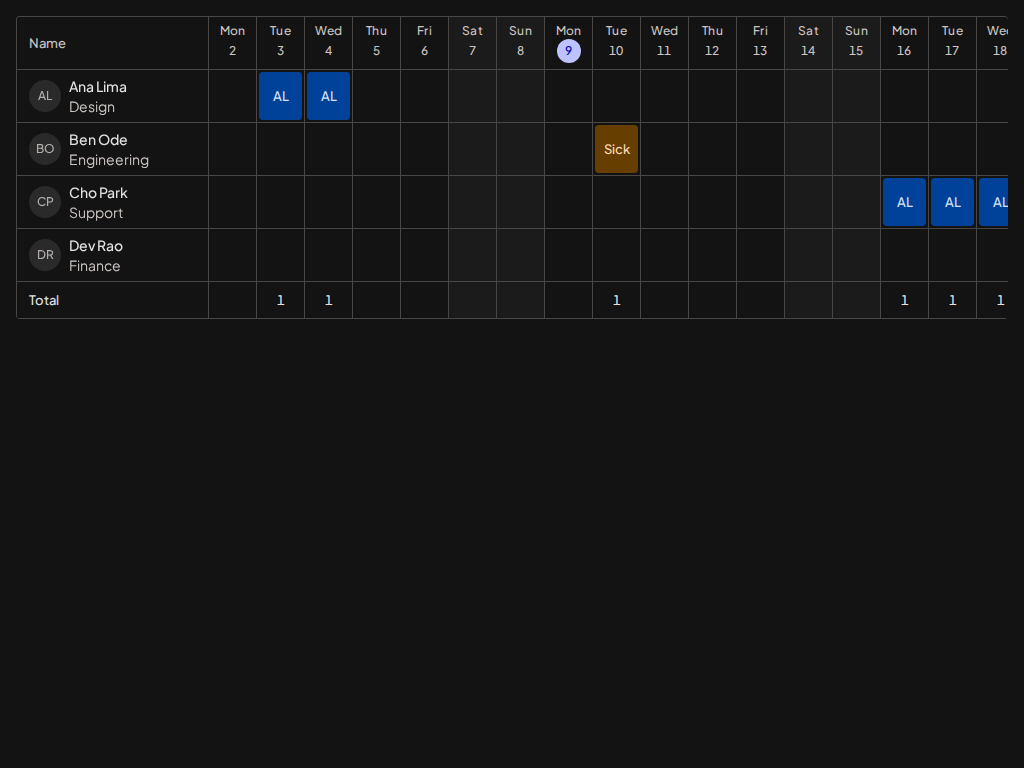 Name Mon Tue Wed Thu Fri Sat Sun Mon Tue Wed Thu Fri Sat Sun Mon Tue
2 3 4 5 6 7 8 9 10 11 12 13 14 15 16 17 18
AL Ana Lima AL AL
Design
BO Ben Ode Sick
Engineering
CP Cho Park AL AL AL
Support
DR Dev Rao
Finance
Total 1 1 1 1 1 1